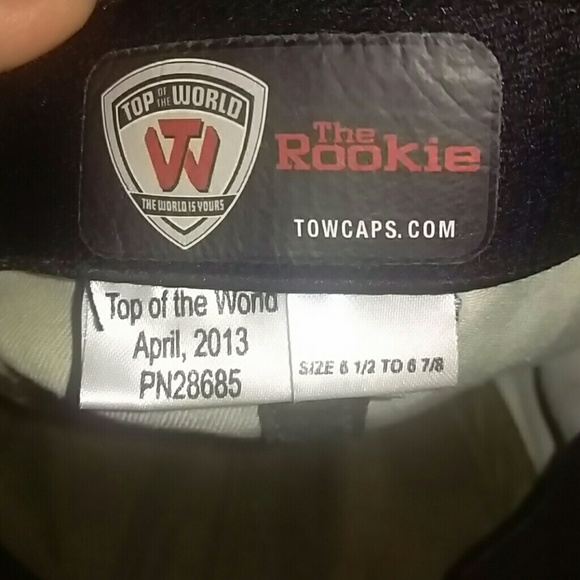 TOP OF THE WORLD
TW
THE WORLD IS YOURS
The
Rookie
TOWCAPS.COM
Top of the World
April, 2013
PN28685
SIZE 6 1/2 TO 6 7/8